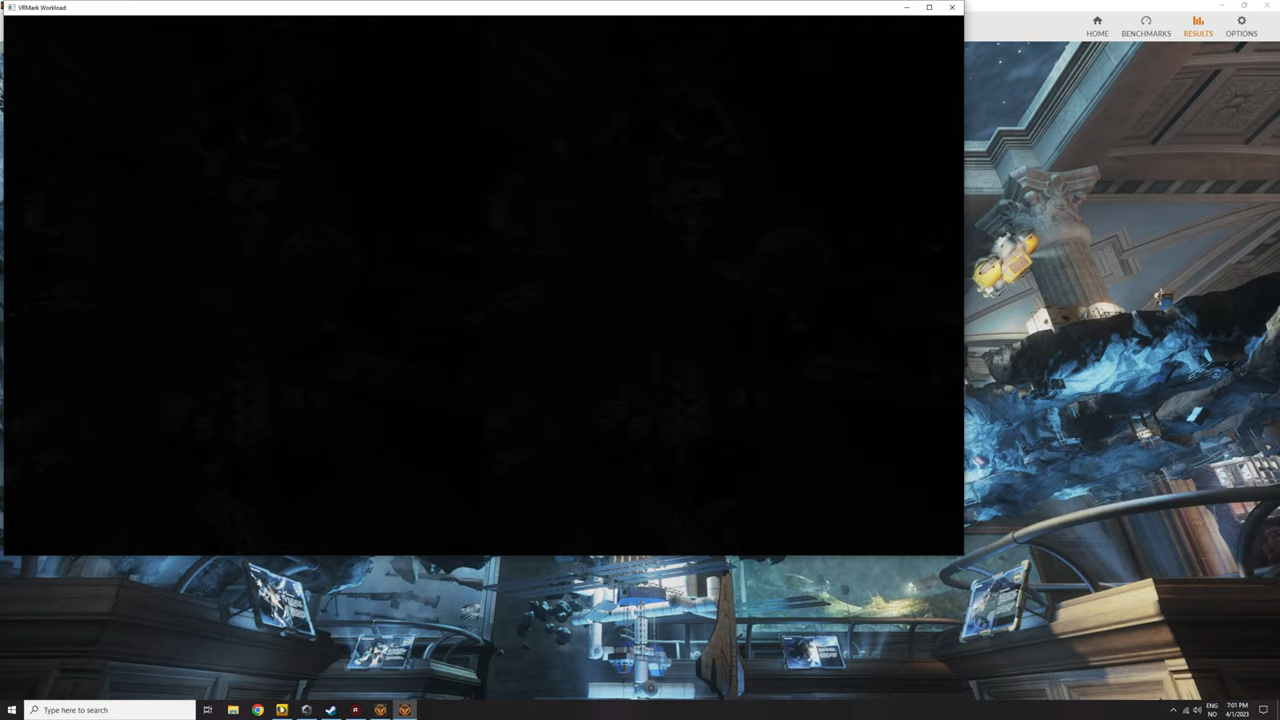 VRMark Workload
HOME
BENCHMARKS
RESULTS
OPTIONS
Type here to search
ENG
NO
7:01 PM
4/1/2023